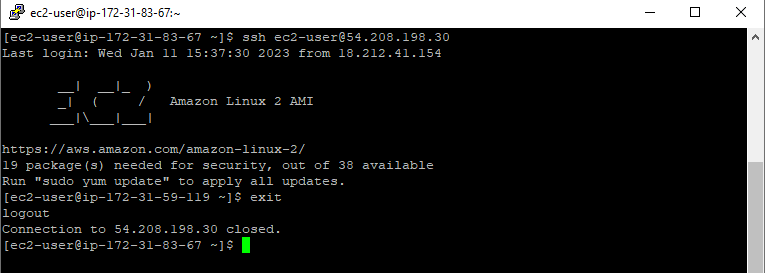 ec2-user@ip-172-31-83-67:~
[ec2-user@ip-172-31-83-67 ~]$ ssh ec2-user@54.208.198.30
Last login: Wed Jan 11 15:37:30 2023 from 18.212.41.154
       __|  __|_  )
       _|  (     /   Amazon Linux 2 AMI
      ___|\___|___|
https://aws.amazon.com/amazon-linux-2/
19 package(s) needed for security, out of 38 available
Run "sudo yum update" to apply all updates.
[ec2-user@ip-172-31-59-119 ~]$ exit
logout
Connection to 54.208.198.30 closed.
[ec2-user@ip-172-31-83-67 ~]$